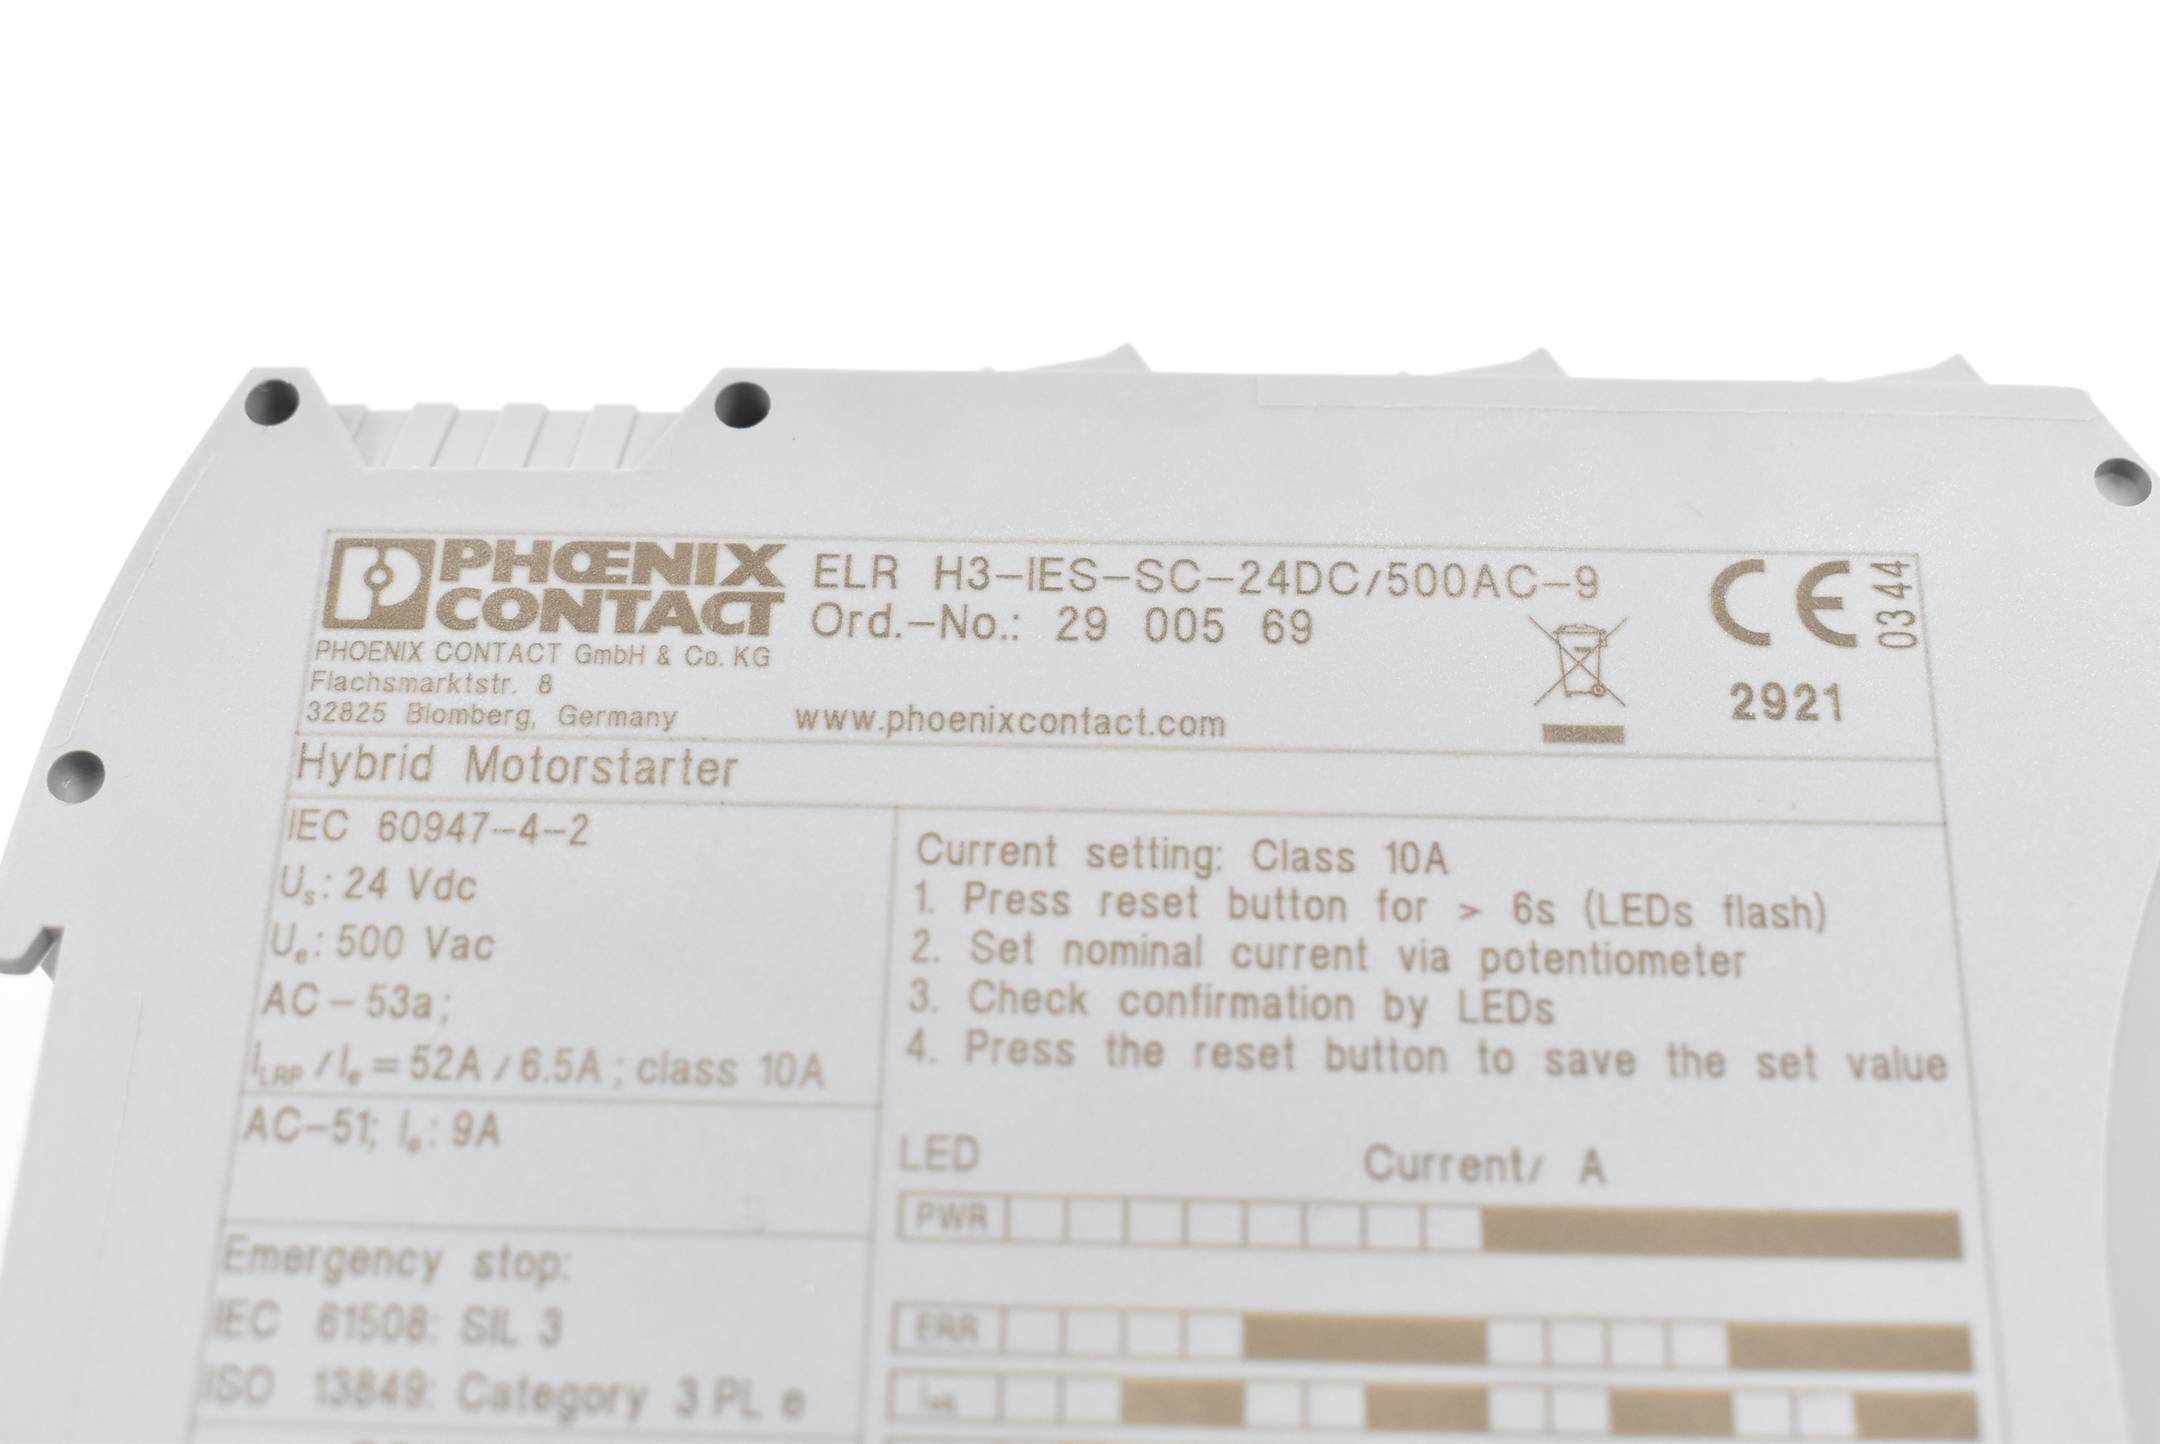 PHOENIX
CONTACT
ELR H3-IES-SC-24DC/500AC-9
Ord.-No.: 29 005 69
PHOENIX CONTACT GmbH & Co. KG
Flachsmarktstr. 8
32825 Blomberg, Germany
www.phoenixcontact.com
CE
0344
2921
Hybrid Motorstarter
IEC 60947-4-2
Us: 24 Vdc
Ue: 500 Vac
AC-53a;
ILRP / Ie = 52A / 6.5A ; class 10A
AC-51; Ie: 9A
Emergency stop:
IEC 61508: SIL 3
ISO 13849: Category 3 PL e
Current setting: Class 10A
1. Press reset button for > 6s (LEDs flash)
2. Set nominal current via potentiometer
3. Check confirmation by LEDs
4. Press the reset button to save the set value
LED Current/ A
PWR
ERR